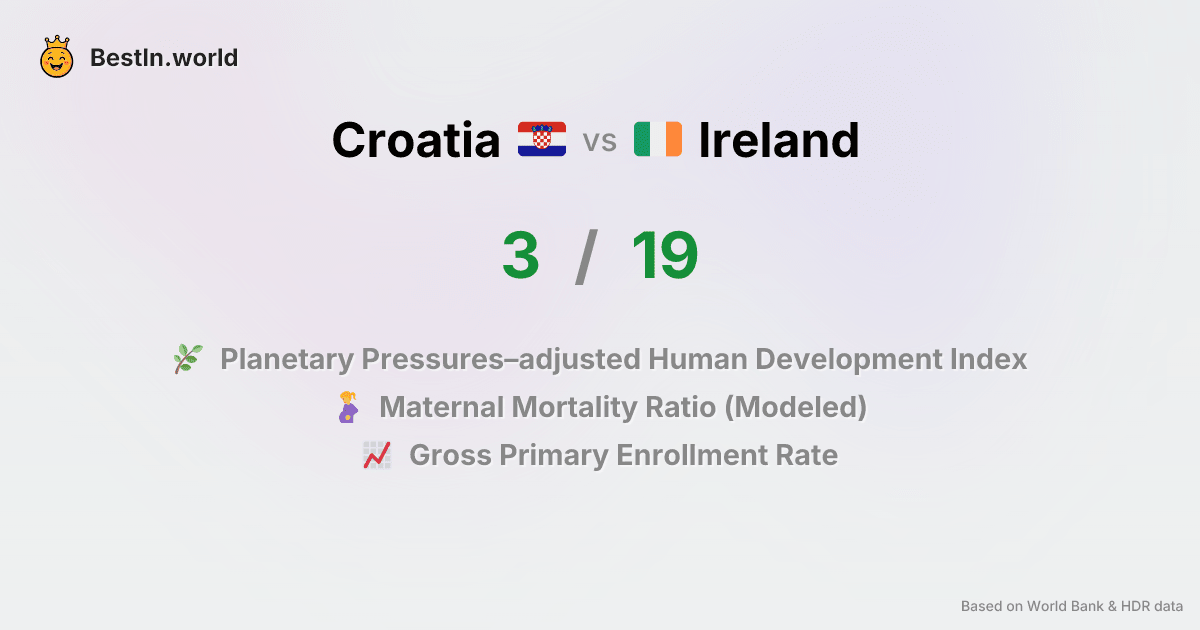 BestIn.world
Croatia vs Ireland
3 / 19
Planetary Pressures–adjusted Human Development Index
Maternal Mortality Ratio (Modeled)
Gross Primary Enrollment Rate
Based on World Bank & HDR data